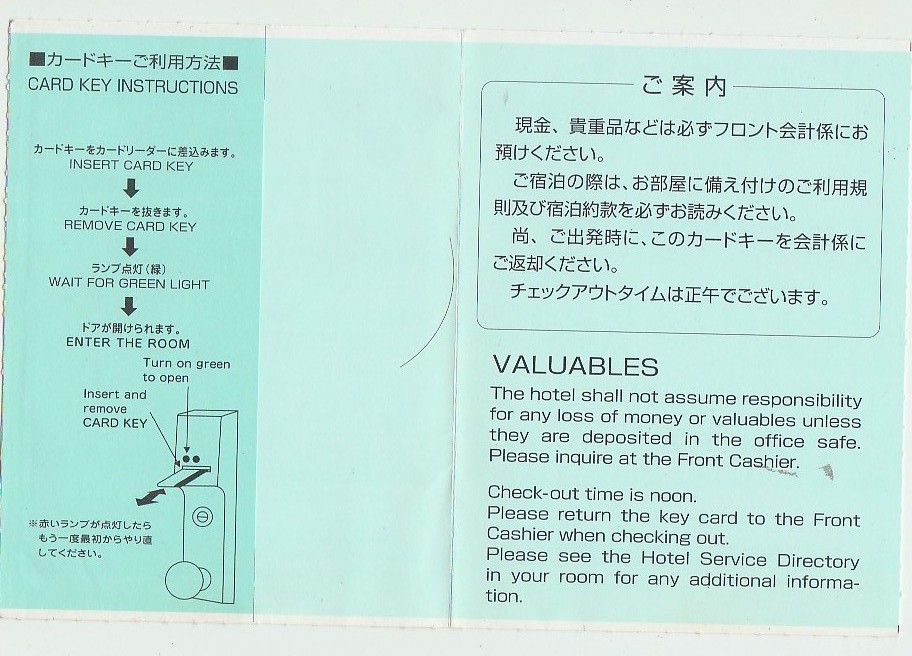 ■カードキーご利用方法■
CARD KEY INSTRUCTIONS
カードキーをカードリーダーに差込みます。
INSERT CARD KEY
カードキーを抜きます。
REMOVE CARD KEY
ランプ点灯(緑)
WAIT FOR GREEN LIGHT
ドアが開けられます。
ENTER THE ROOM
Turn on green
to open
Insert and
remove
CARD KEY
※赤いランプが点灯したら
もう一度最初からやり直
してください。
ご案内
現金、貴重品などは必ずフロント会計係にお
預けください。
ご宿泊の際は、お部屋に備え付けのご利用規
則及び宿泊約款を必ずお読みください。
尚、ご出発時に、このカードキーを会計係に
ご返却ください。
チェックアウトタイムは正午でございます。
VALUABLES
The hotel shall not assume responsibility
for any loss of money or valuables unless
they are deposited in the office safe.
Please inquire at the Front Cashier.
Check-out time is noon.
Please return the key card to the Front
Cashier when checking out.
Please see the Hotel Service Directory
in your room for any additional informa-
tion.